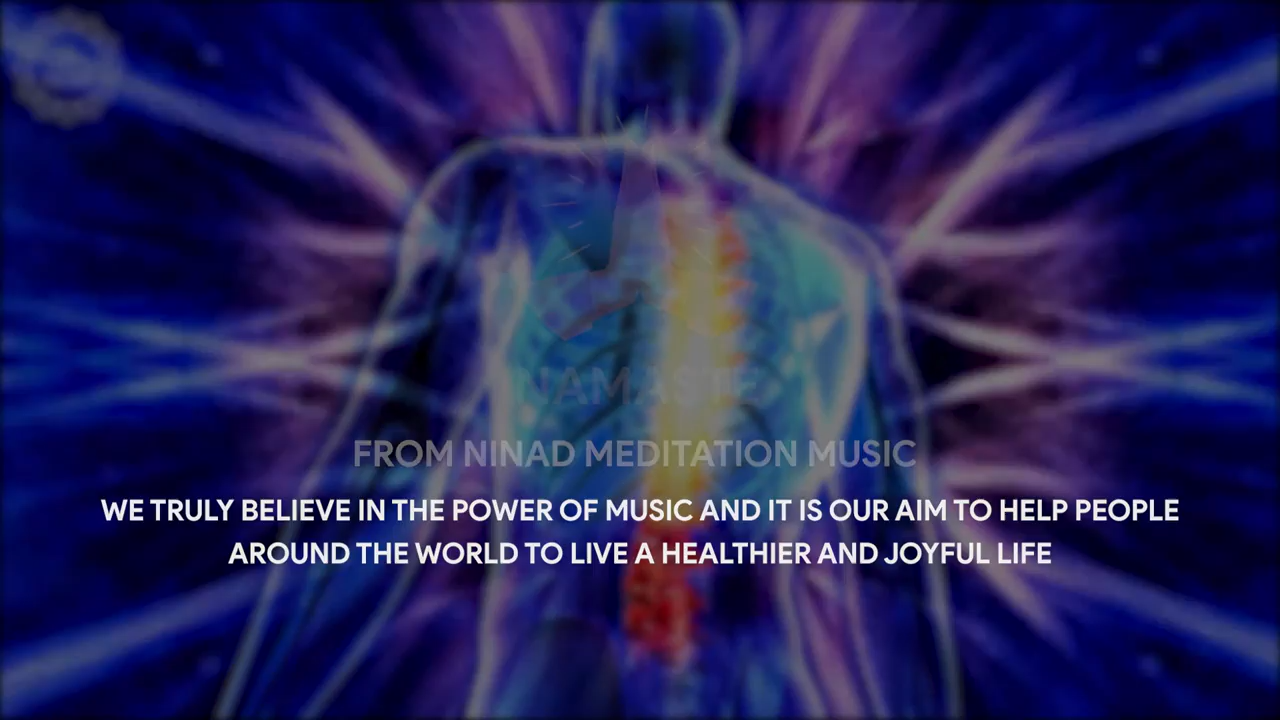 NAMASTE
FROM NINAD MEDITATION MUSIC
WE TRULY BELIEVE IN THE POWER OF MUSIC AND IT IS OUR AIM TO HELP PEOPLE
AROUND THE WORLD TO LIVE A HEALTHIER AND JOYFUL LIFE